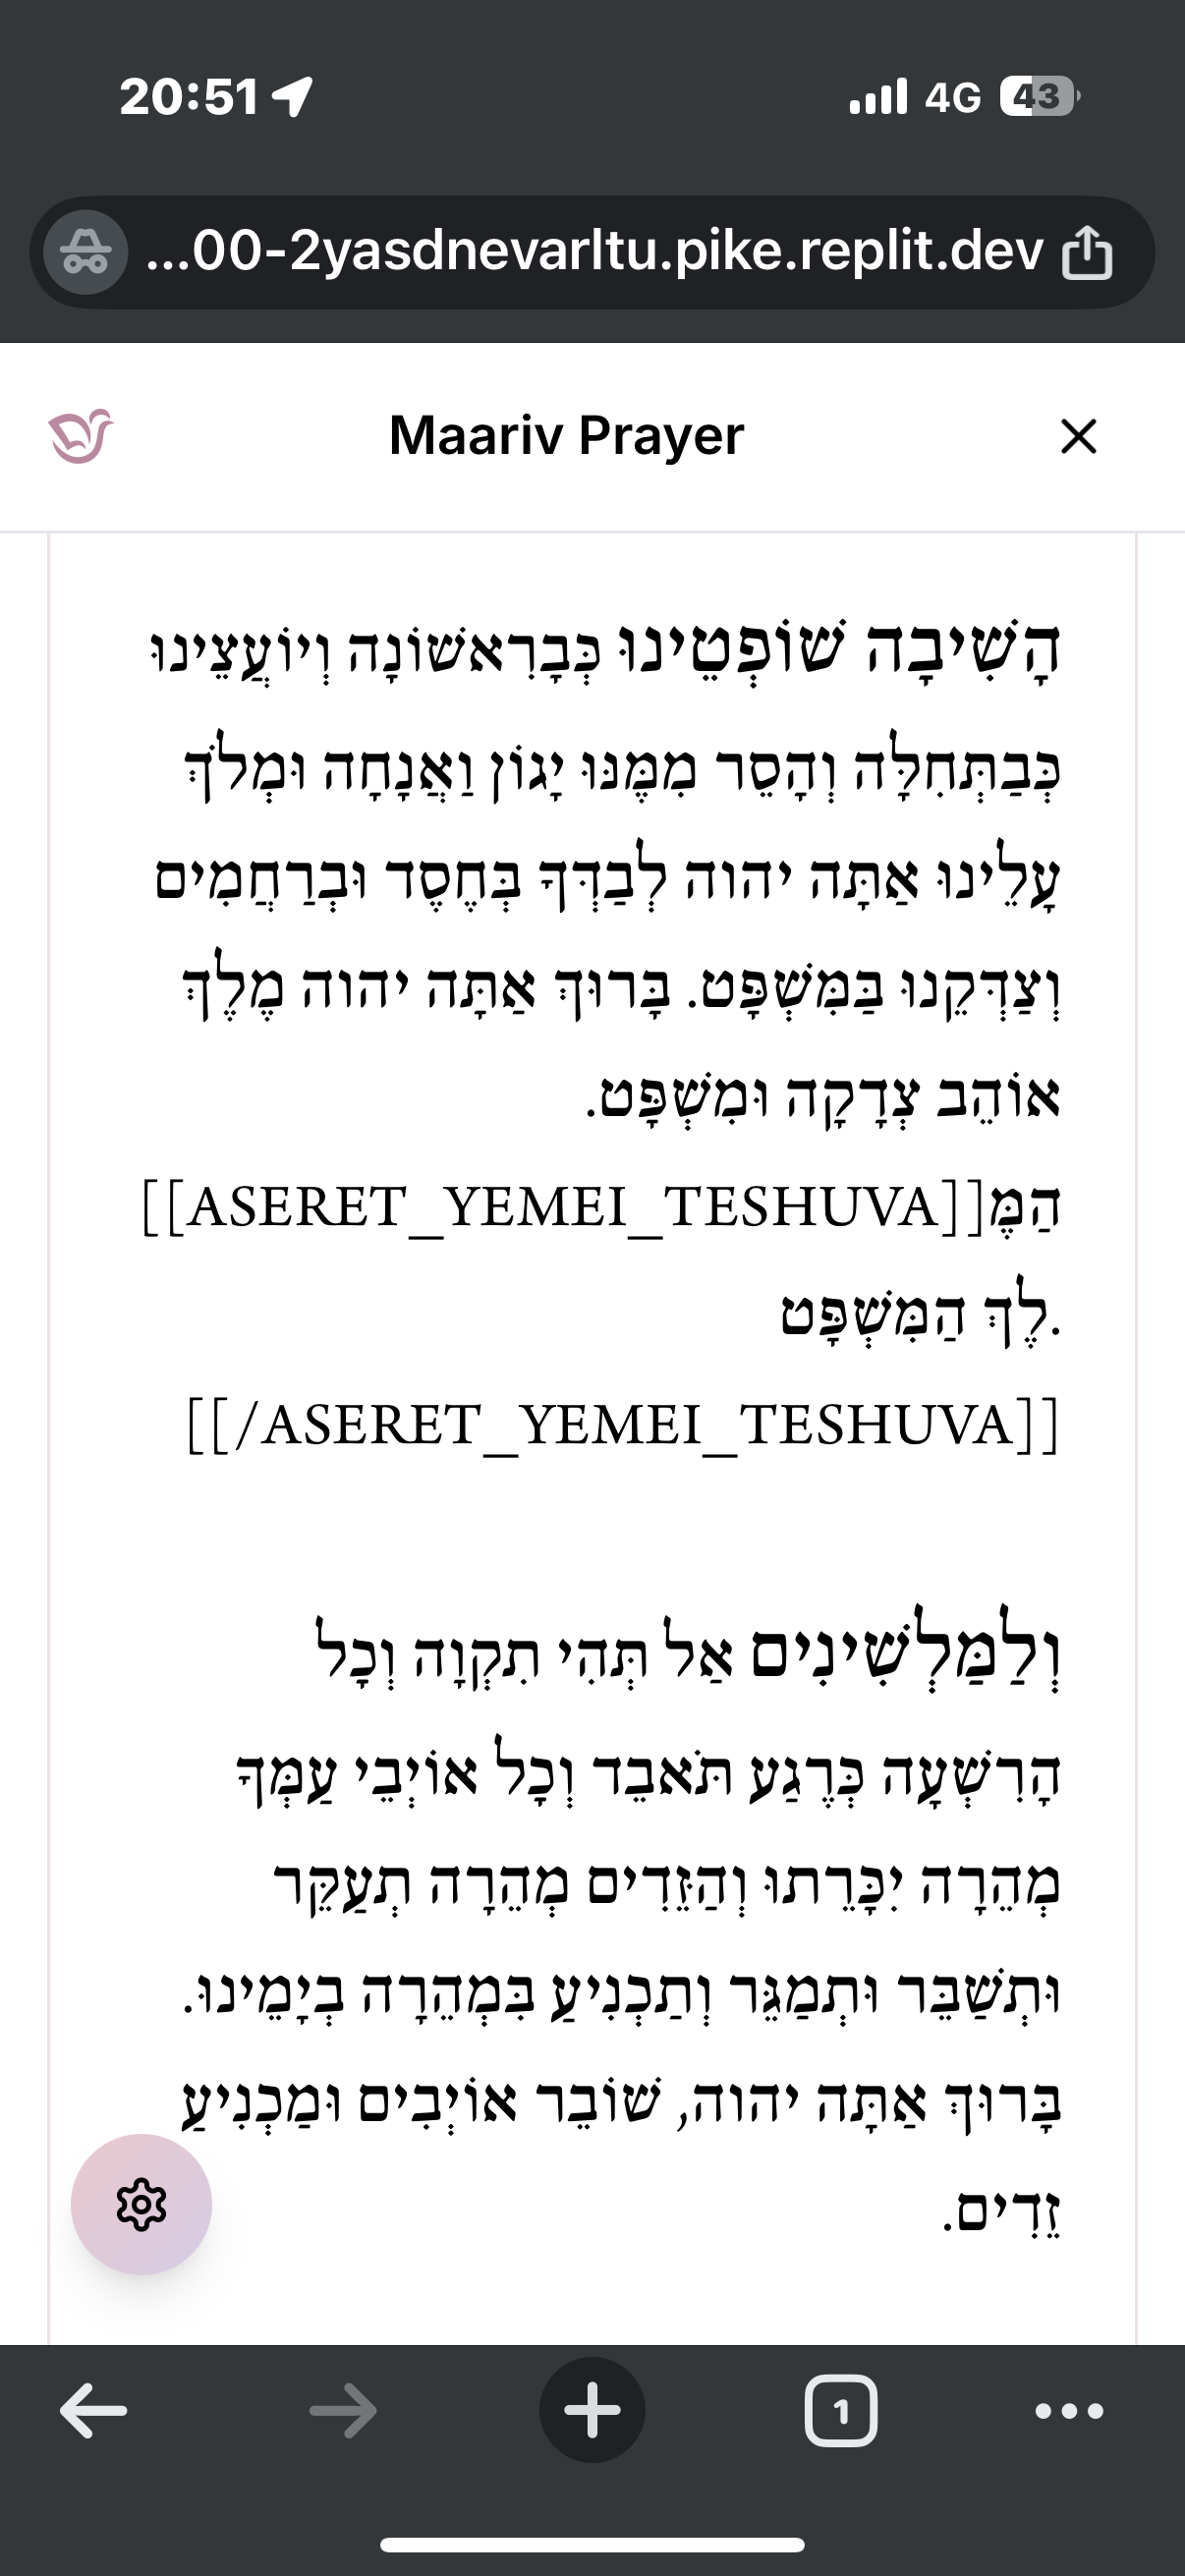 20:51
4G 43
...00-2yasdnevarltu.pike.replit.dev
Maariv Prayer
הָשִׁיבָה שׁוֹפְטֵינוּ כְּבָרִאשׁוֹנָה וְיוֹעֲצֵינוּ
כְּבַתְּחִלָּה וְהָסֵר מִמֶּנּוּ יָגוֹן וַאֲנָחָה וּמְלֹךְ
עָלֵינוּ אַתָּה יהוה לְבַדְּךָ בְּחֶסֶד וּבְרַחֲמִים
וְצַדְּקֵנוּ בַּמִּשְׁפָּט. בָּרוּךְ אַתָּה יהוה מֶלֶךְ
אוֹהֵב צְדָקָה וּמִשְׁפָּט.
[[ASERET_YEMEI_TESHUVA]]הַמֶּ
.לֶךְ הַמִּשְׁפָּט
[[/ASERET_YEMEI_TESHUVA]]
וְלַמַּלְשִׁינִים אַל תְּהִי תִקְוָה וְכָל
הָרִשְׁעָה כְּרֶגַע תֹּאבֵד וְכָל אוֹיְבֵי עַמְּךָ
מְהֵרָה יִכָּרֵתוּ וְהַזֵּדִים מְהֵרָה תְעַקֵּר
וּתְשַׁבֵּר וּתְמַגֵּר וְתַכְנִיעַ בִּמְהֵרָה בְיָמֵינוּ.
בָּרוּךְ אַתָּה יהוה, שׁוֹבֵר אוֹיְבִים וּמַכְנִיעַ
זֵדִים.
1